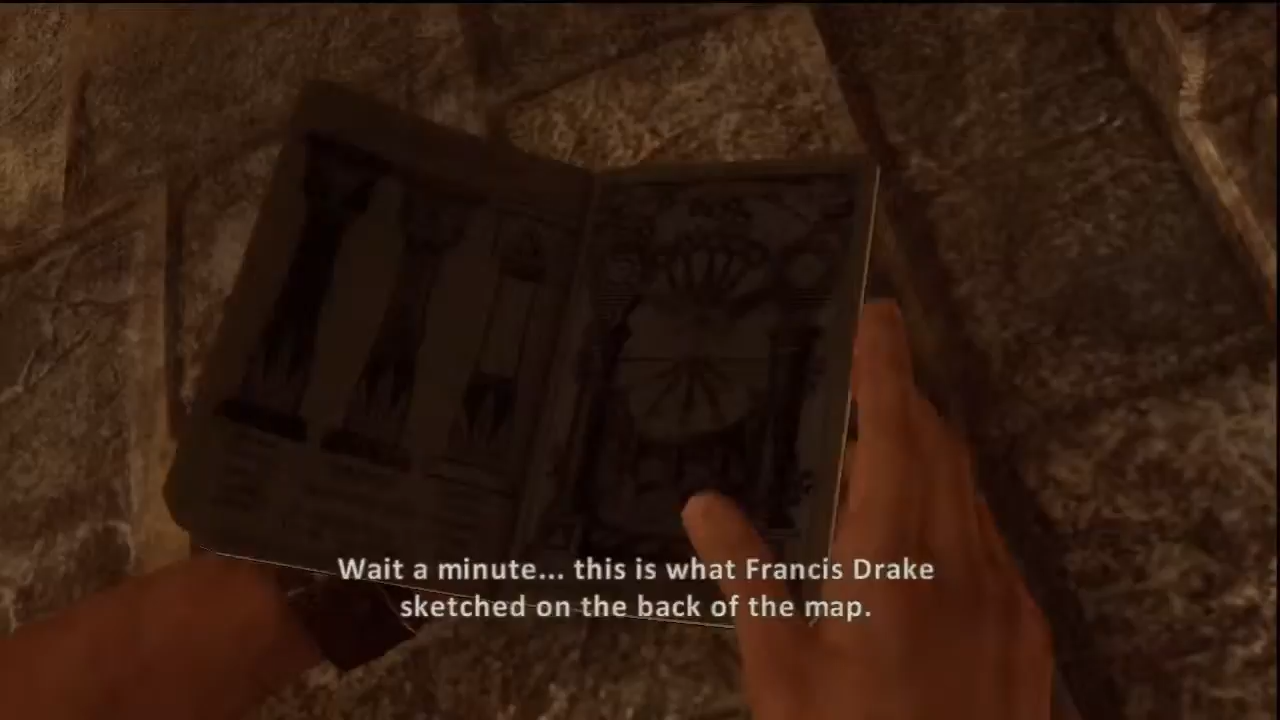 Wait a minute... this is what Francis Drake
sketched on the back of the map.